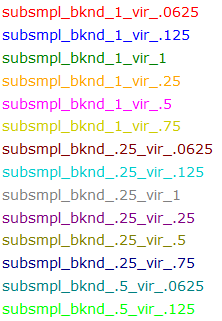 subsmpl_bknd_1_vir_.0625
subsmpl_bknd_1_vir_.125
subsmpl_bknd_1_vir_1
subsmpl_bknd_1_vir_.25
subsmpl_bknd_1_vir_.5
subsmpl_bknd_1_vir_.75
subsmpl_bknd_.25_vir_.0625
subsmpl_bknd_.25_vir_.125
subsmpl_bknd_.25_vir_1
subsmpl_bknd_.25_vir_.25
subsmpl_bknd_.25_vir_.5
subsmpl_bknd_.25_vir_.75
subsmpl_bknd_.5_vir_.0625
subsmpl_bknd_.5_vir_.125